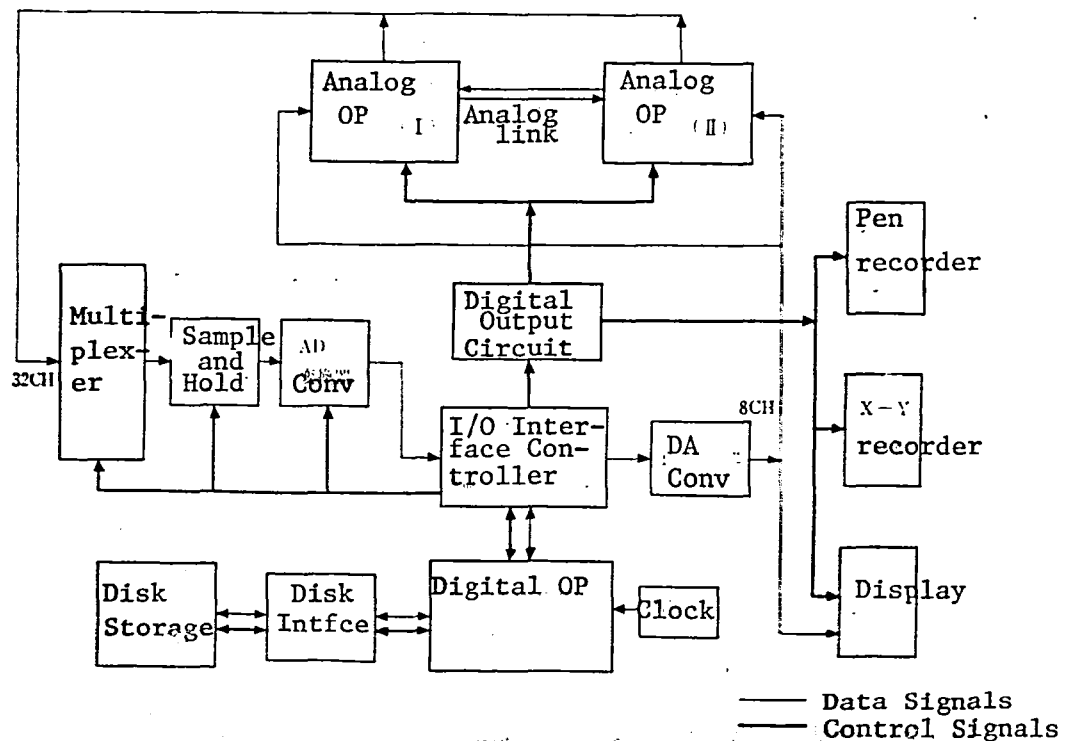 Analog
OP (I)
Analog
link
Analog
OP (II)
Pen
recorder
Digital
Output
Circuit
Multi-
plex-
er
32CH
Sample
and
Hold
AD
Conv
I/O Inter-
face Con-
troller
DA
Conv
8CH
X-Y
recorder
Disk
Storage
Disk
Intfce
Digital OP
Clock
Display
Data Signals
Control Signals